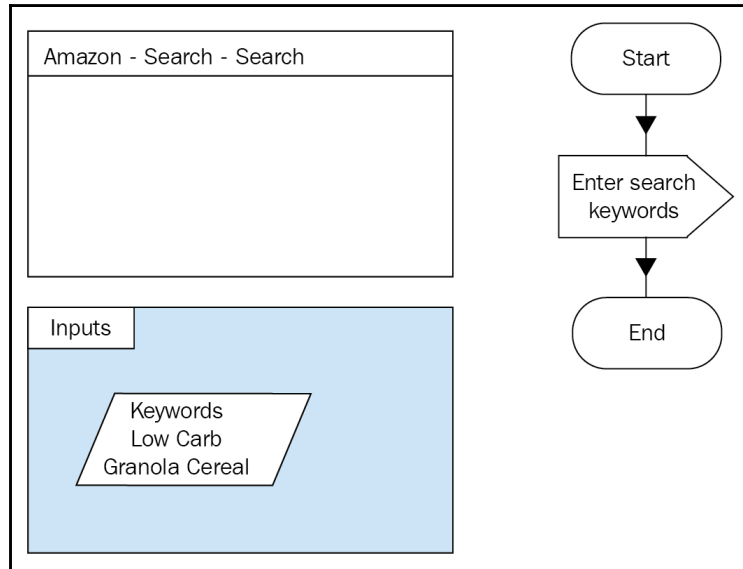 Amazon - Search - Search
Inputs
Keywords
Low Carb
Granola Cereal
Start
Enter search
keywords
End